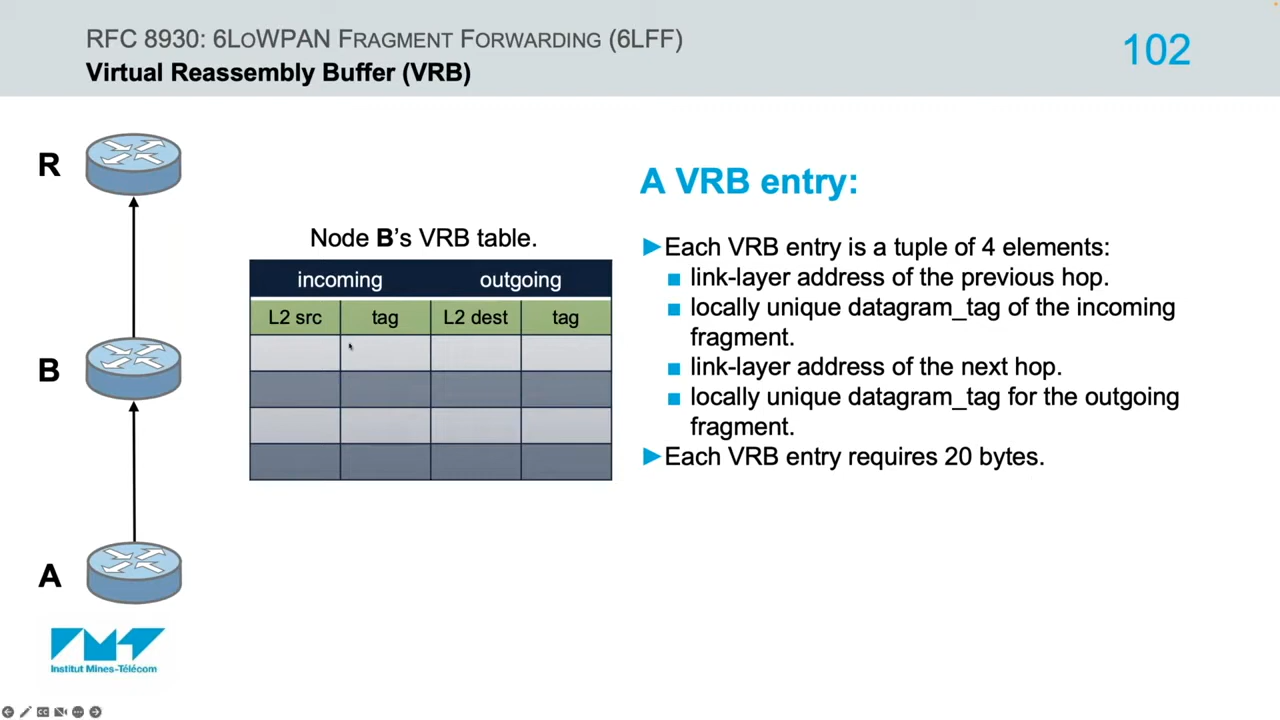 RFC 8930: 6LoWPAN Fragment Forwarding (6LFF)
Virtual Reassembly Buffer (VRB)
102
R
B
A
Node B's VRB table.
incoming outgoing
L2 src tag L2 dest tag
A VRB entry:
Each VRB entry is a tuple of 4 elements:
link-layer address of the previous hop.
locally unique datagram_tag of the incoming
fragment.
link-layer address of the next hop.
locally unique datagram_tag for the outgoing
fragment.
Each VRB entry requires 20 bytes.
IMT
Institut Mines-Télécom